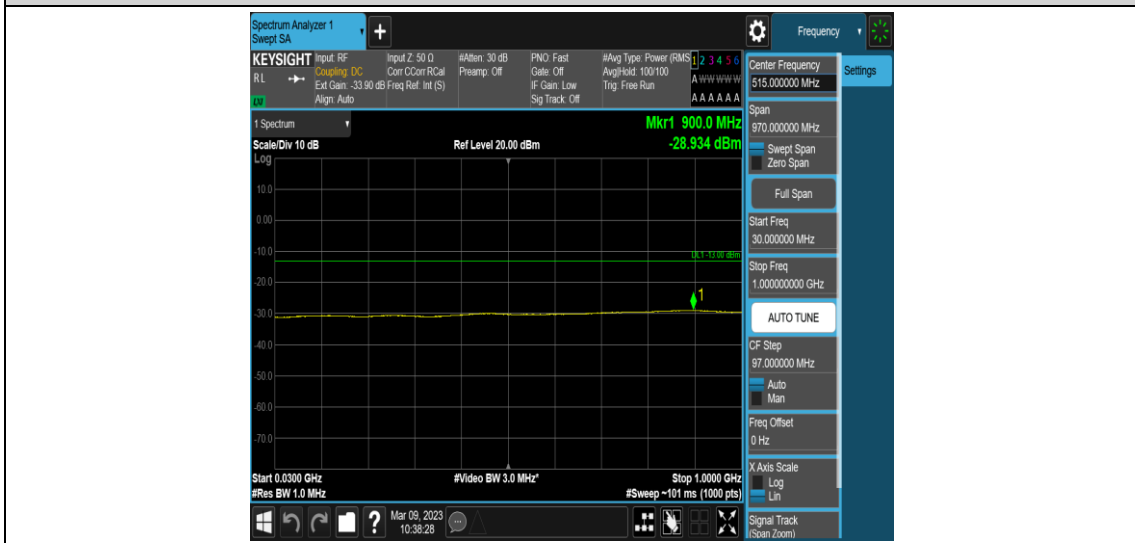 Spectrum Analyzer 1
Swept SA
+
Frequency
KEYSIGHT Input: RF Input Z: 50 Ω #Atten: 30 dB PNO: Fast #Avg Type: Power (RMS 1 2 3 4 5 6
RL Coupling: DC Corr CCorr RCal Preamp: Off Gate: Off Avg|Hold: 100/100 A W W W W W
Ext Gain: -33.90 dB Freq Ref: Int (S) IF Gain: Low Trig: Free Run
Align: Auto Sig Track: Off A A A A A A
1 Spectrum
Mkr1 900.0 MHz
Scale/Div 10 dB Ref Level 20.00 dBm -28.934 dBm
Log
10.0
0.00
-10.0
DL1 -13.00 dBm
-20.0
1
-30.0
-40.0
-50.0
-60.0
-70.0
Start 0.0300 GHz #Video BW 3.0 MHz* Stop 1.0000 GHz
#Res BW 1.0 MHz #Sweep ~101 ms (1000 pts)
?
Mar 09, 2023
10:38:28
Center Frequency
515.000000 MHz
Settings
Span
970.000000 MHz
Swept Span
Zero Span
Full Span
Start Freq
30.000000 MHz
Stop Freq
1.000000000 GHz
AUTO TUNE
CF Step
97.000000 MHz
Auto
Man
Freq Offset
0 Hz
X Axis Scale
Log
Lin
Signal Track
(Span Zoom)